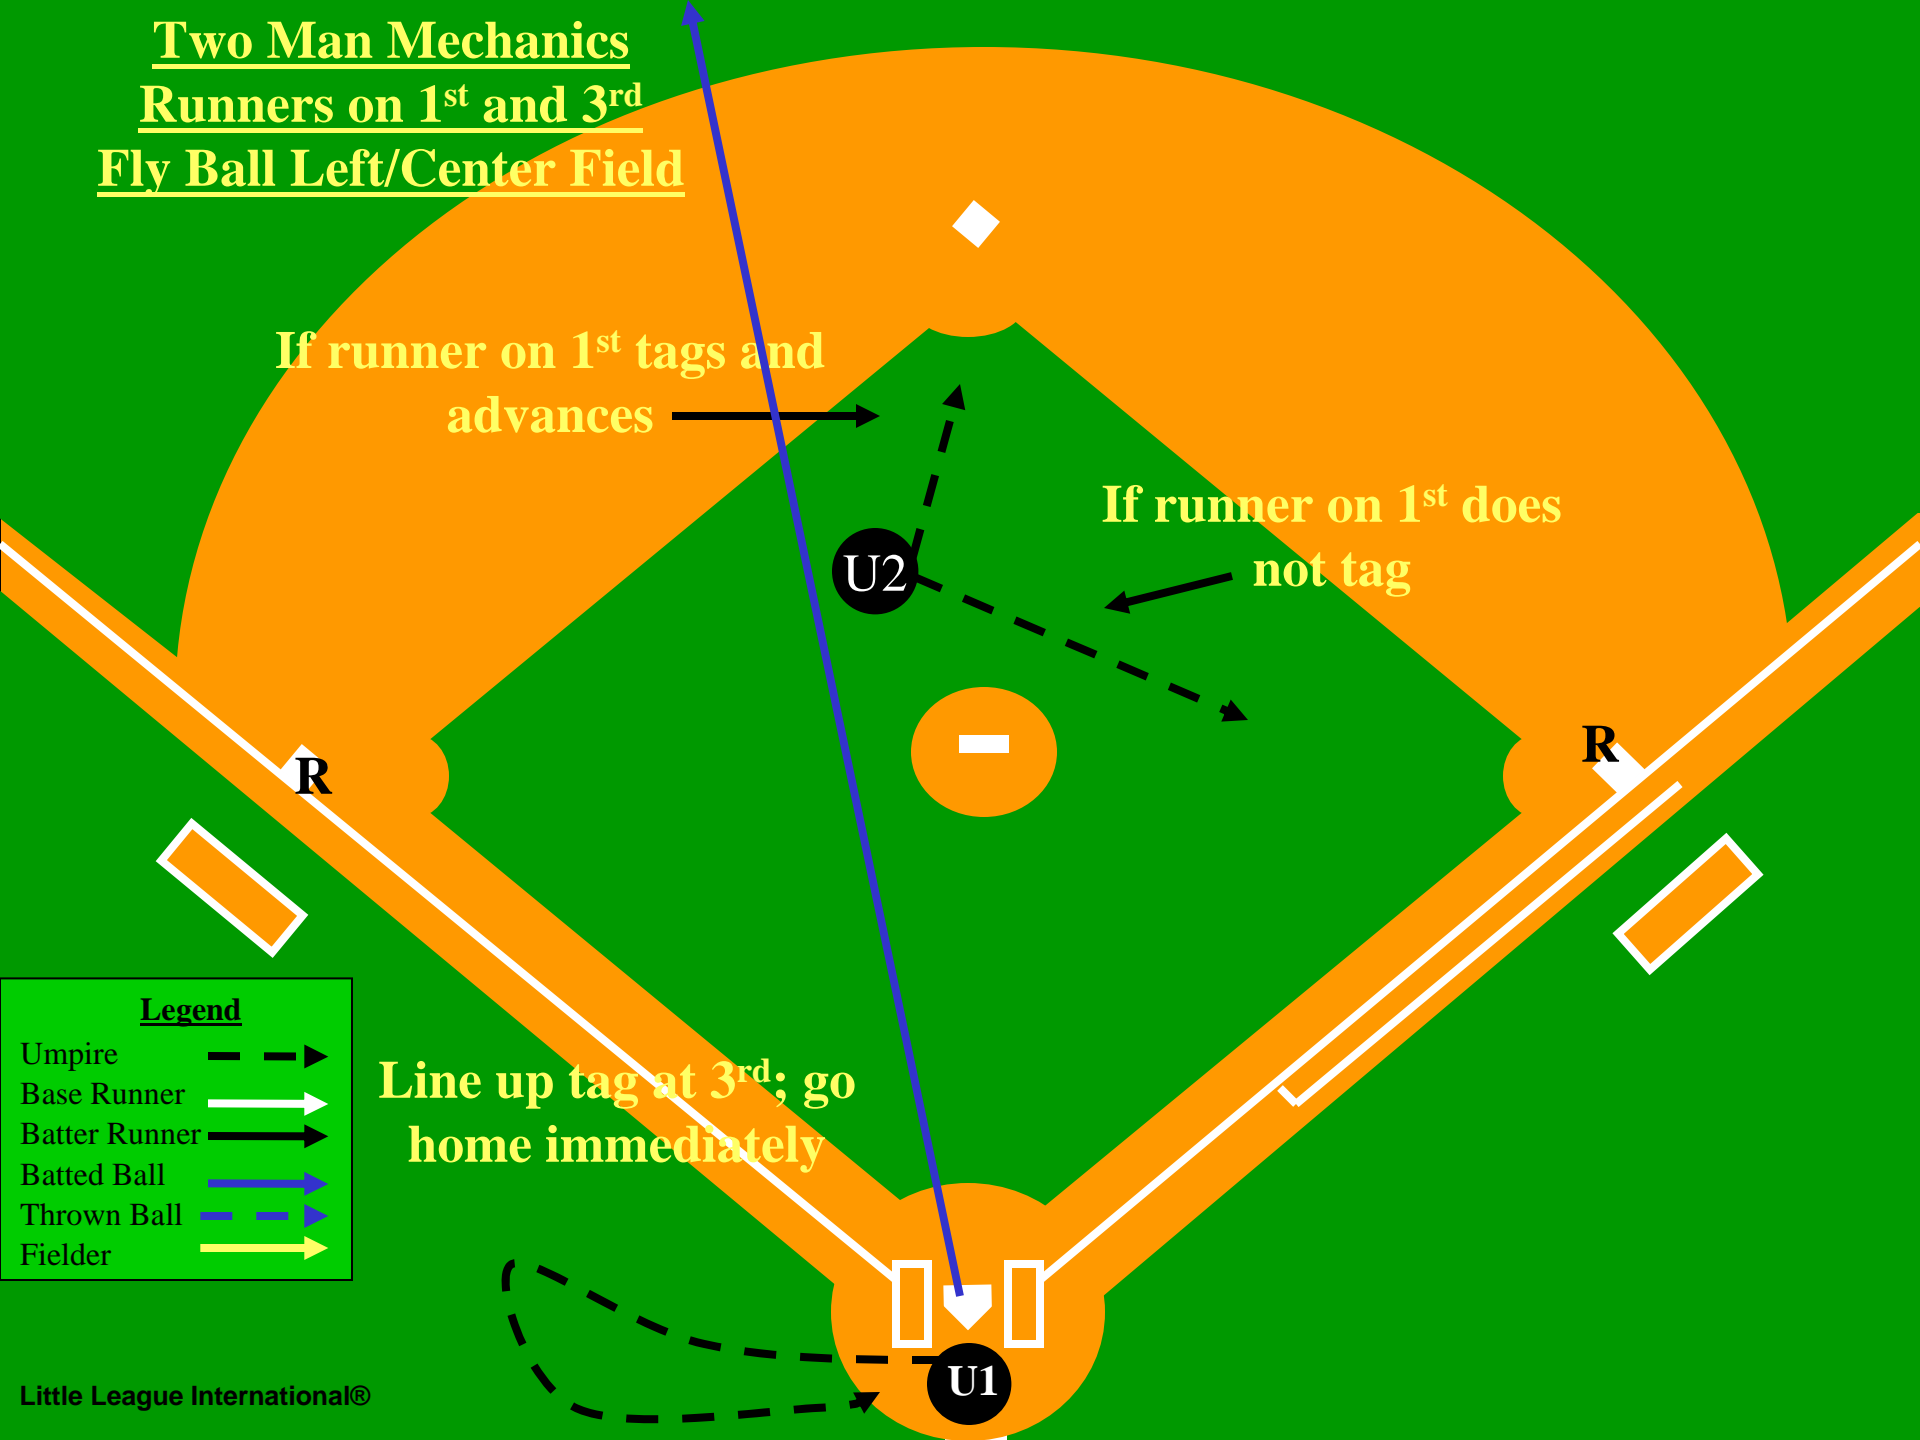 Two Man Mechanics
Runners on 1st and 3rd
Fly Ball Left/Center Field
If runner on 1st tags and
advances
If runner on 1st does
not tag
U2
R
R
Legend
Umpire
Base Runner
Batter Runner
Batted Ball
Thrown Ball
Fielder
Line up tag at 3rd; go
home immediately
U1
Little League International®